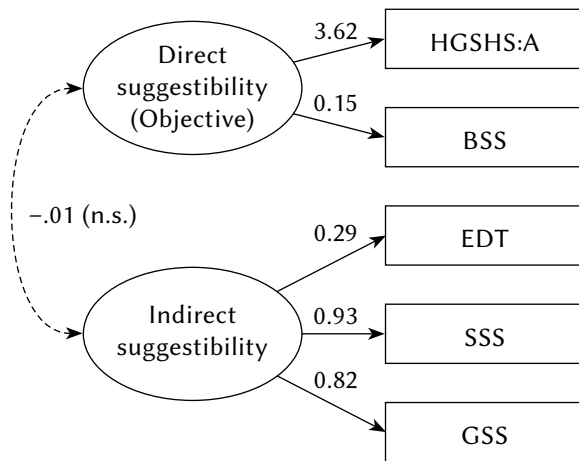 3.62
HGSHS:A
Direct
suggestibility
(Objective)
0.15
BSS
−.01 (n.s.)
0.29
EDT
Indirect
suggestibility
0.93
SSS
0.82
GSS